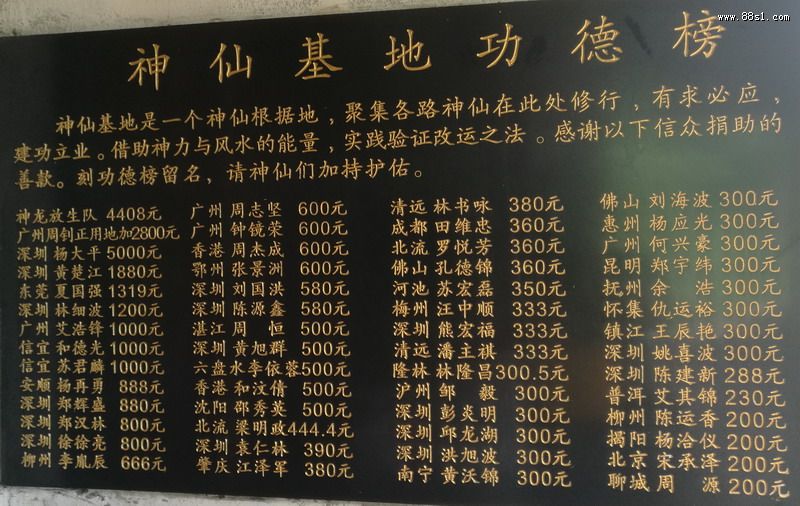 www.88s1.com
神仙基地功德榜
神仙基地是一个神仙根据地，聚集各路神仙在此处修行，有求必应，
建功立业。借助神力与风水的能量，实践验证改运之法。感谢以下信众捐助的
善款。刻功德榜留名，请神仙们加持护佑。
神龙放生队 4408元
广州周钊正用地加2800元
深圳 杨大平 5000元
深圳 黄楚江 1880元
东莞 夏国强 1319元
深圳 林细波 1200元
广州 艾浩锋 1000元
信宜 和德光 1000元
信宜 苏君麟 1000元
安顺 杨再勇 888元
深圳 郑辉盛 880元
深圳 郑汉林 800元
深圳 徐徐亮 800元
柳州 李胤辰 666元
广州 周志坚 600元
广州 钟镜荣 600元
香港 周杰成 600元
鄂州 张景洲 600元
深圳 刘国洪 580元
深圳 陈源鑫 580元
湛江 周恒 500元
深圳 黄旭群 500元
六盘水 李依蓉 500元
香港 和汶倩 500元
沈阳 邵秀英 500元
北流 梁明政 444.4元
深圳 袁仁林 390元
肇庆 江泽军 380元
清远 林书咏 380元
成都 田维忠 360元
北流 罗悦芳 360元
佛山 孔德锦 360元
河池 苏宏磊 350元
梅州 汪中顺 333元
深圳 熊宏福 333元
清远 潘王祺 333元
隆林 林隆昌 300.5元
沪州 邹毅 300元
深圳 彭炎明 300元
深圳 邱龙湖 300元
深圳 洪旭波 300元
南宁 黄沃锦 300元
佛山 刘海波 300元
惠州 杨应光 300元
广州 何兴豪 300元
昆明 郑宇纬 300元
抚州 余浩 300元
怀集 仇运裕 300元
镇江 王辰艳 300元
深圳 姚喜波 300元
深圳 陈建新 288元
普洱 艾其锦 230元
柳州 陈运香 200元
揭阳 杨洽仪 200元
北京 宋承泽 200元
聊城 周源 200元